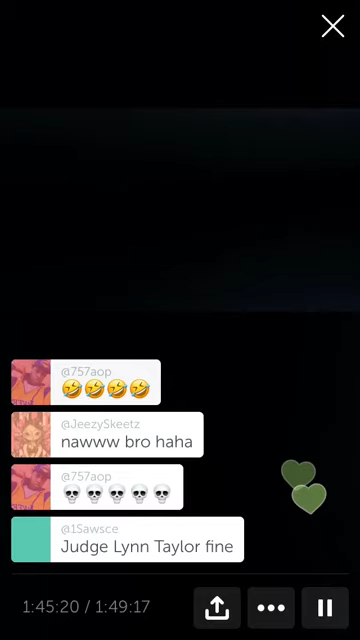 @757aop
🤣🤣🤣🤣
@JeezySkeetz
nawww bro haha
@757aop
💀💀💀💀💀
@1Sawsce
Judge Lynn Taylor fine
1:45:20 / 1:49:17